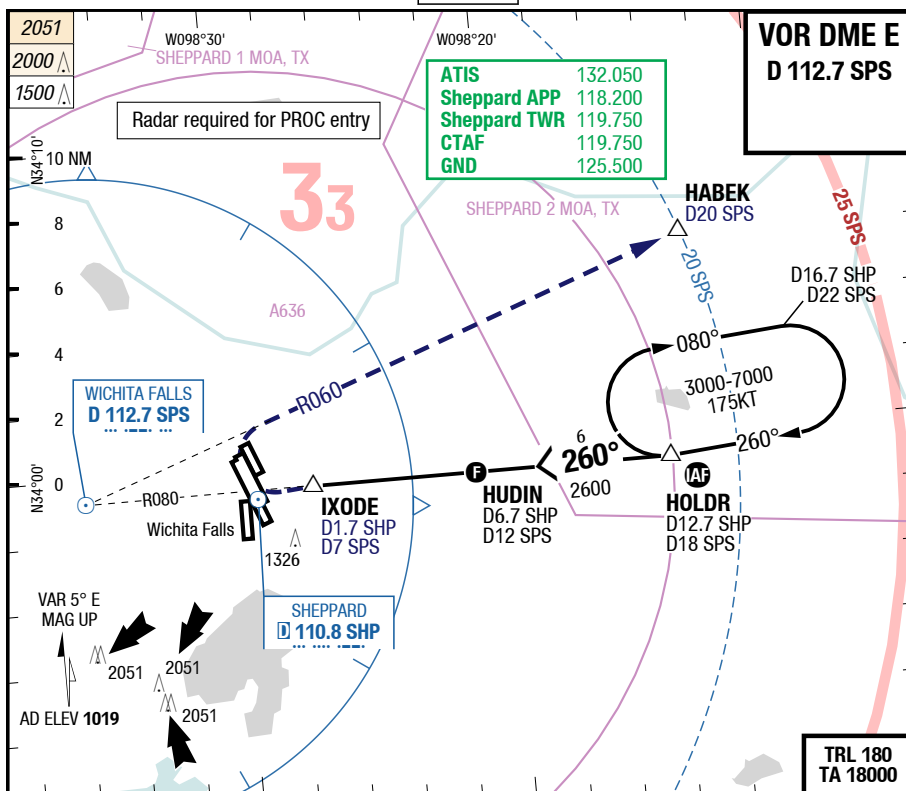 2051
2000
1500
W098°30'
W098°20'
SHEPPARD 1 MOA, TX
VOR DME E
D 112.7 SPS
Radar required for PROC entry
ATIS 132.050
Sheppard APP 118.200
Sheppard TWR 119.750
CTAF 119.750
GND 125.500
N34°10'
10 NM
33
HABEK
D20 SPS
SHEPPARD 2 MOA, TX
25 SPS
8
20 SPS
D16.7 SHP
D22 SPS
6
A636
080°
4
3000-7000
175KT
R060
WICHITA FALLS
D 112.7 SPS
2
6
260°
260°
2600
N34°00'
0
R080
IXODE
D1.7 SHP
D7 SPS
F
HUDIN
D6.7 SHP
D12 SPS
IAF
HOLDR
D12.7 SHP
D18 SPS
Wichita Falls
1326
SHEPPARD
D 110.8 SHP
VAR 5° E
MAG UP
2051
2051
2051
AD ELEV 1019
TRL 180
TA 18000